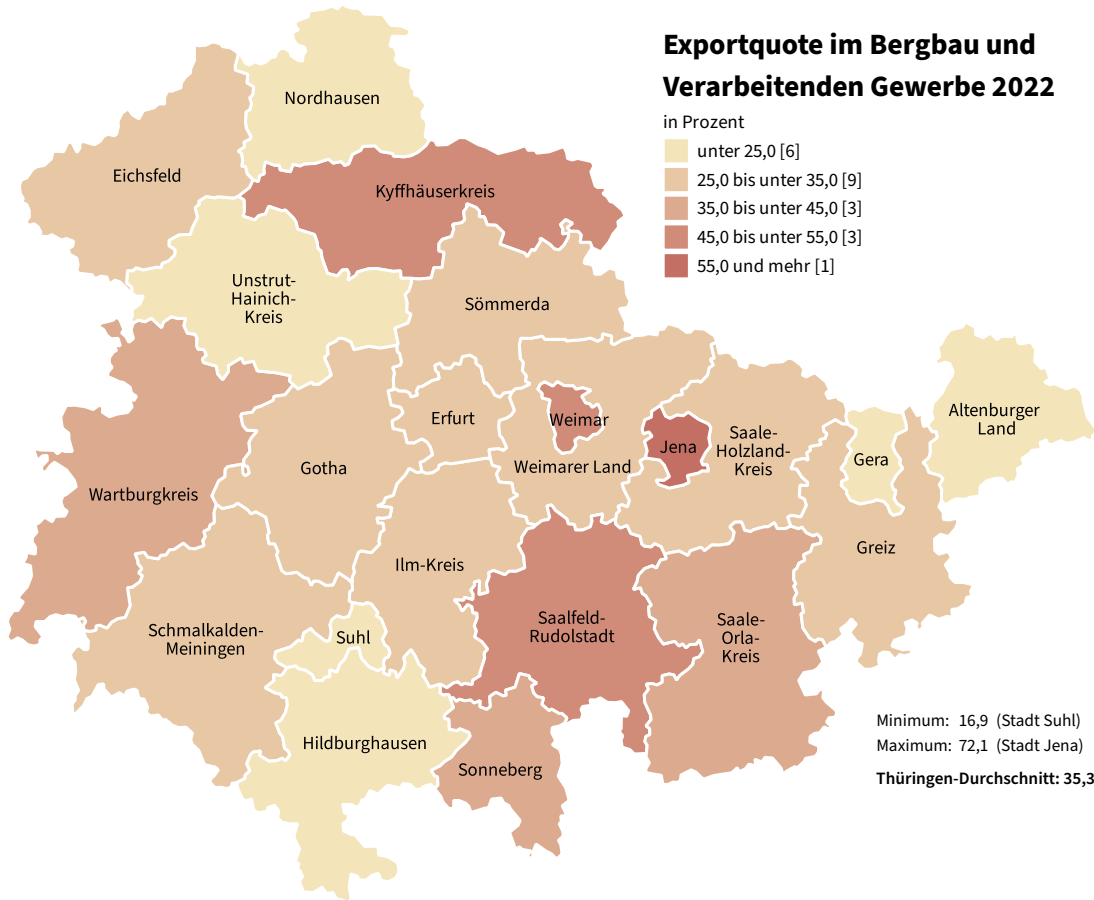 Exportquote im Bergbau und
Verarbeitenden Gewerbe 2022
in Prozent
unter 25,0 [6]
25,0 bis unter 35,0 [9]
35,0 bis unter 45,0 [3]
45,0 bis unter 55,0 [3]
55,0 und mehr [1]
Nordhausen
Eichsfeld
Kyffhäuserkreis
Unstrut-
Hainich-
Kreis
Sömmerda
Erfurt
Weimar
Altenburger
Land
Jena
Saale-
Holzland-
Kreis
Gera
Gotha
Weimarer Land
Wartburgkreis
Greiz
Ilm-Kreis
Schmalkalden-
Meiningen
Suhl
Saalfeld-
Rudolstadt
Saale-
Orla-
Kreis
Hildburghausen
Sonneberg
Minimum: 16,9 (Stadt Suhl)
Maximum: 72,1 (Stadt Jena)
Thüringen-Durchschnitt: 35,3